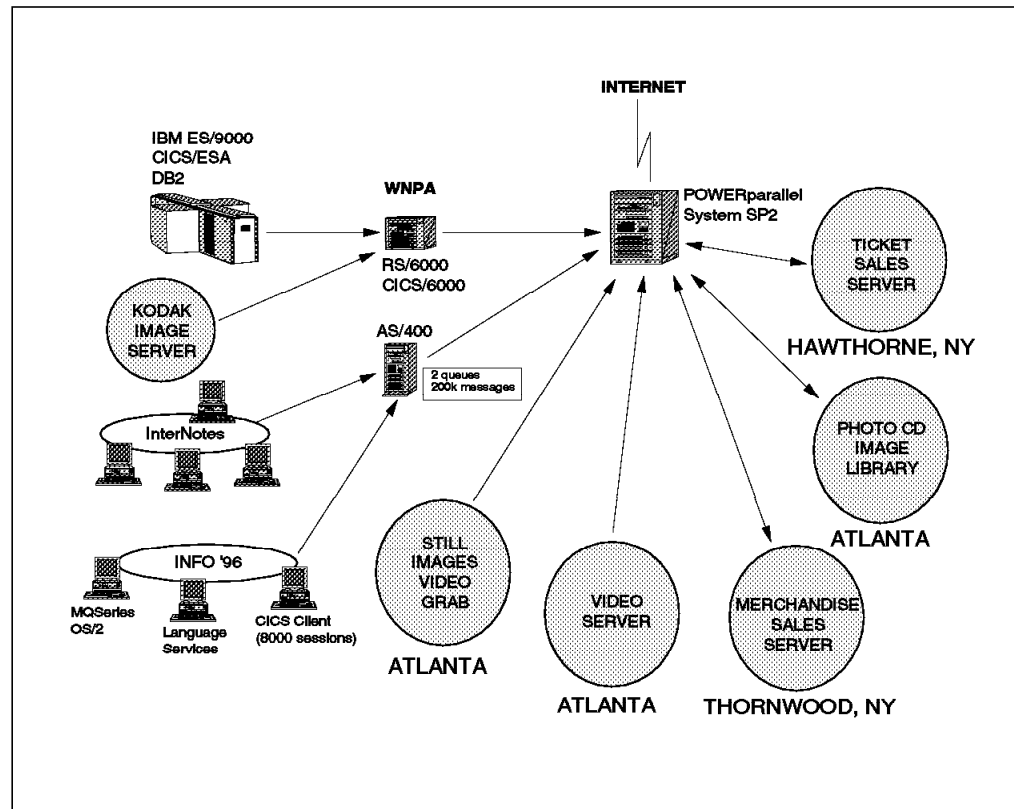 INTERNET
IBM ES/9000
CICS/ESA
DB2
WNPA
POWERparallel
System SP2
RS/6000
CICS/6000
TICKET
SALES
SERVER
HAWTHORNE, NY
KODAK
IMAGE
SERVER
AS/400
2 queues
200k messages
InterNotes
PHOTO CD
IMAGE
LIBRARY
ATLANTA
INFO '96
MQSeries
OS/2
Language
Services
CICS Client
(8000 sessions)
STILL
IMAGES
VIDEO
GRAB
ATLANTA
VIDEO
SERVER
ATLANTA
MERCHANDISE
SALES
SERVER
THORNWOOD, NY